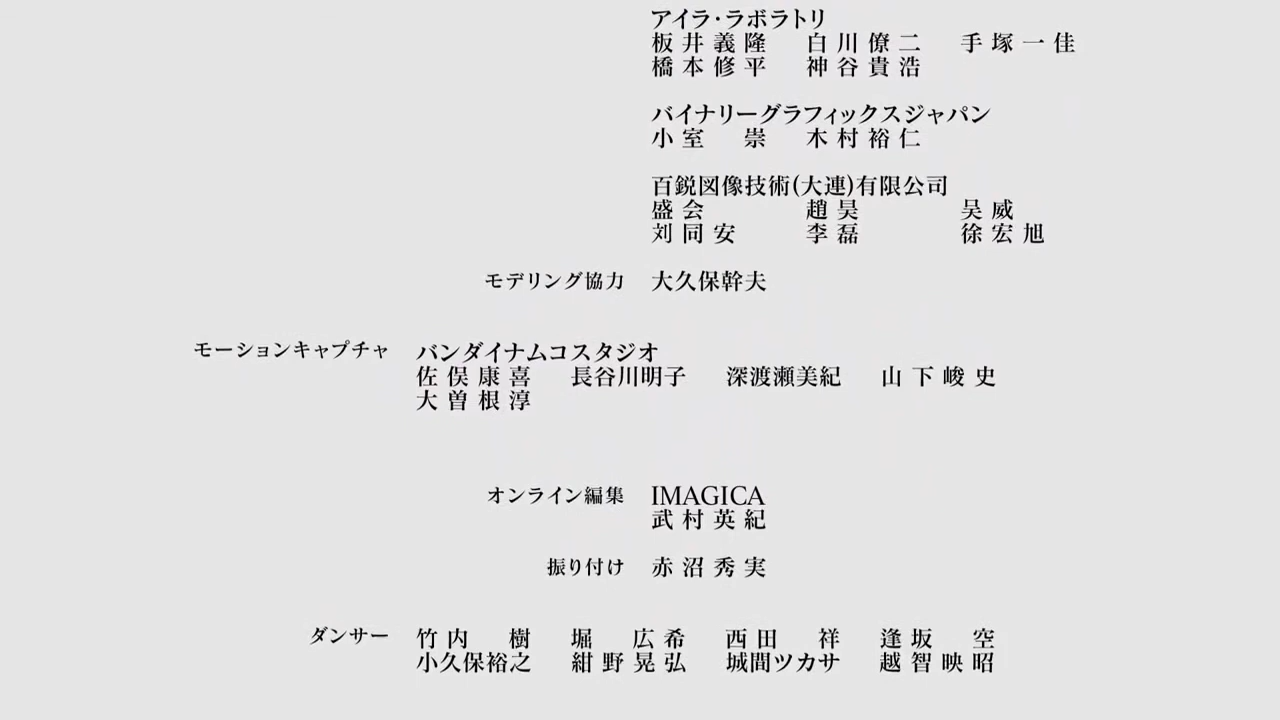 アイラ・ラボラトリ
板井義隆 白川僚二 手塚一佳
橋本修平 神谷貴浩
バイナリーグラフィックスジャパン
小室 崇 木村裕仁
百鋭図像技術(大連)有限公司
盛会 趙昊 吴威
刘同安 李磊 徐宏旭
モデリング協力 大久保幹夫
モーションキャプチャ バンダイナムコスタジオ
佐俣康喜 長谷川明子 深渡瀬美紀 山下峻史
大曽根淳
オンライン編集 IMAGICA
武村英紀
振り付け 赤沼秀実
ダンサー 竹内 樹 堀 広希 西田 祥 逢坂 空
小久保裕之 紺野晃弘 城間ツカサ 越智映昭